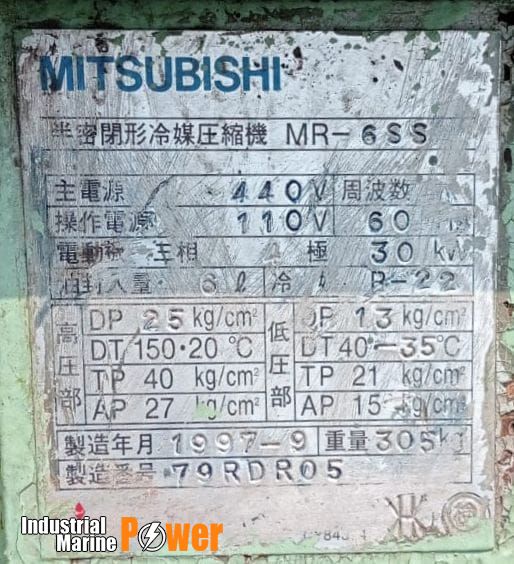 MITSUBISHI
半密閉形冷媒圧縮機 MR-6SS
主電源 440V 周波数
操作電源 110V 60
電動機 三相 4 極 30 kW
封入量 6ℓ 冷 R-22
高圧部 DP 25 kg/cm² 低圧部 DP 13 kg/cm²
DT 150・20 ℃ DT 40 -35℃
TP 40 kg/cm² TP 21 kg/cm²
AP 27 kg/cm² AP 15 kg/cm²
製造年月 1997-9 重量 305kg
製造番号 79RDR05
Industrial Marine Power